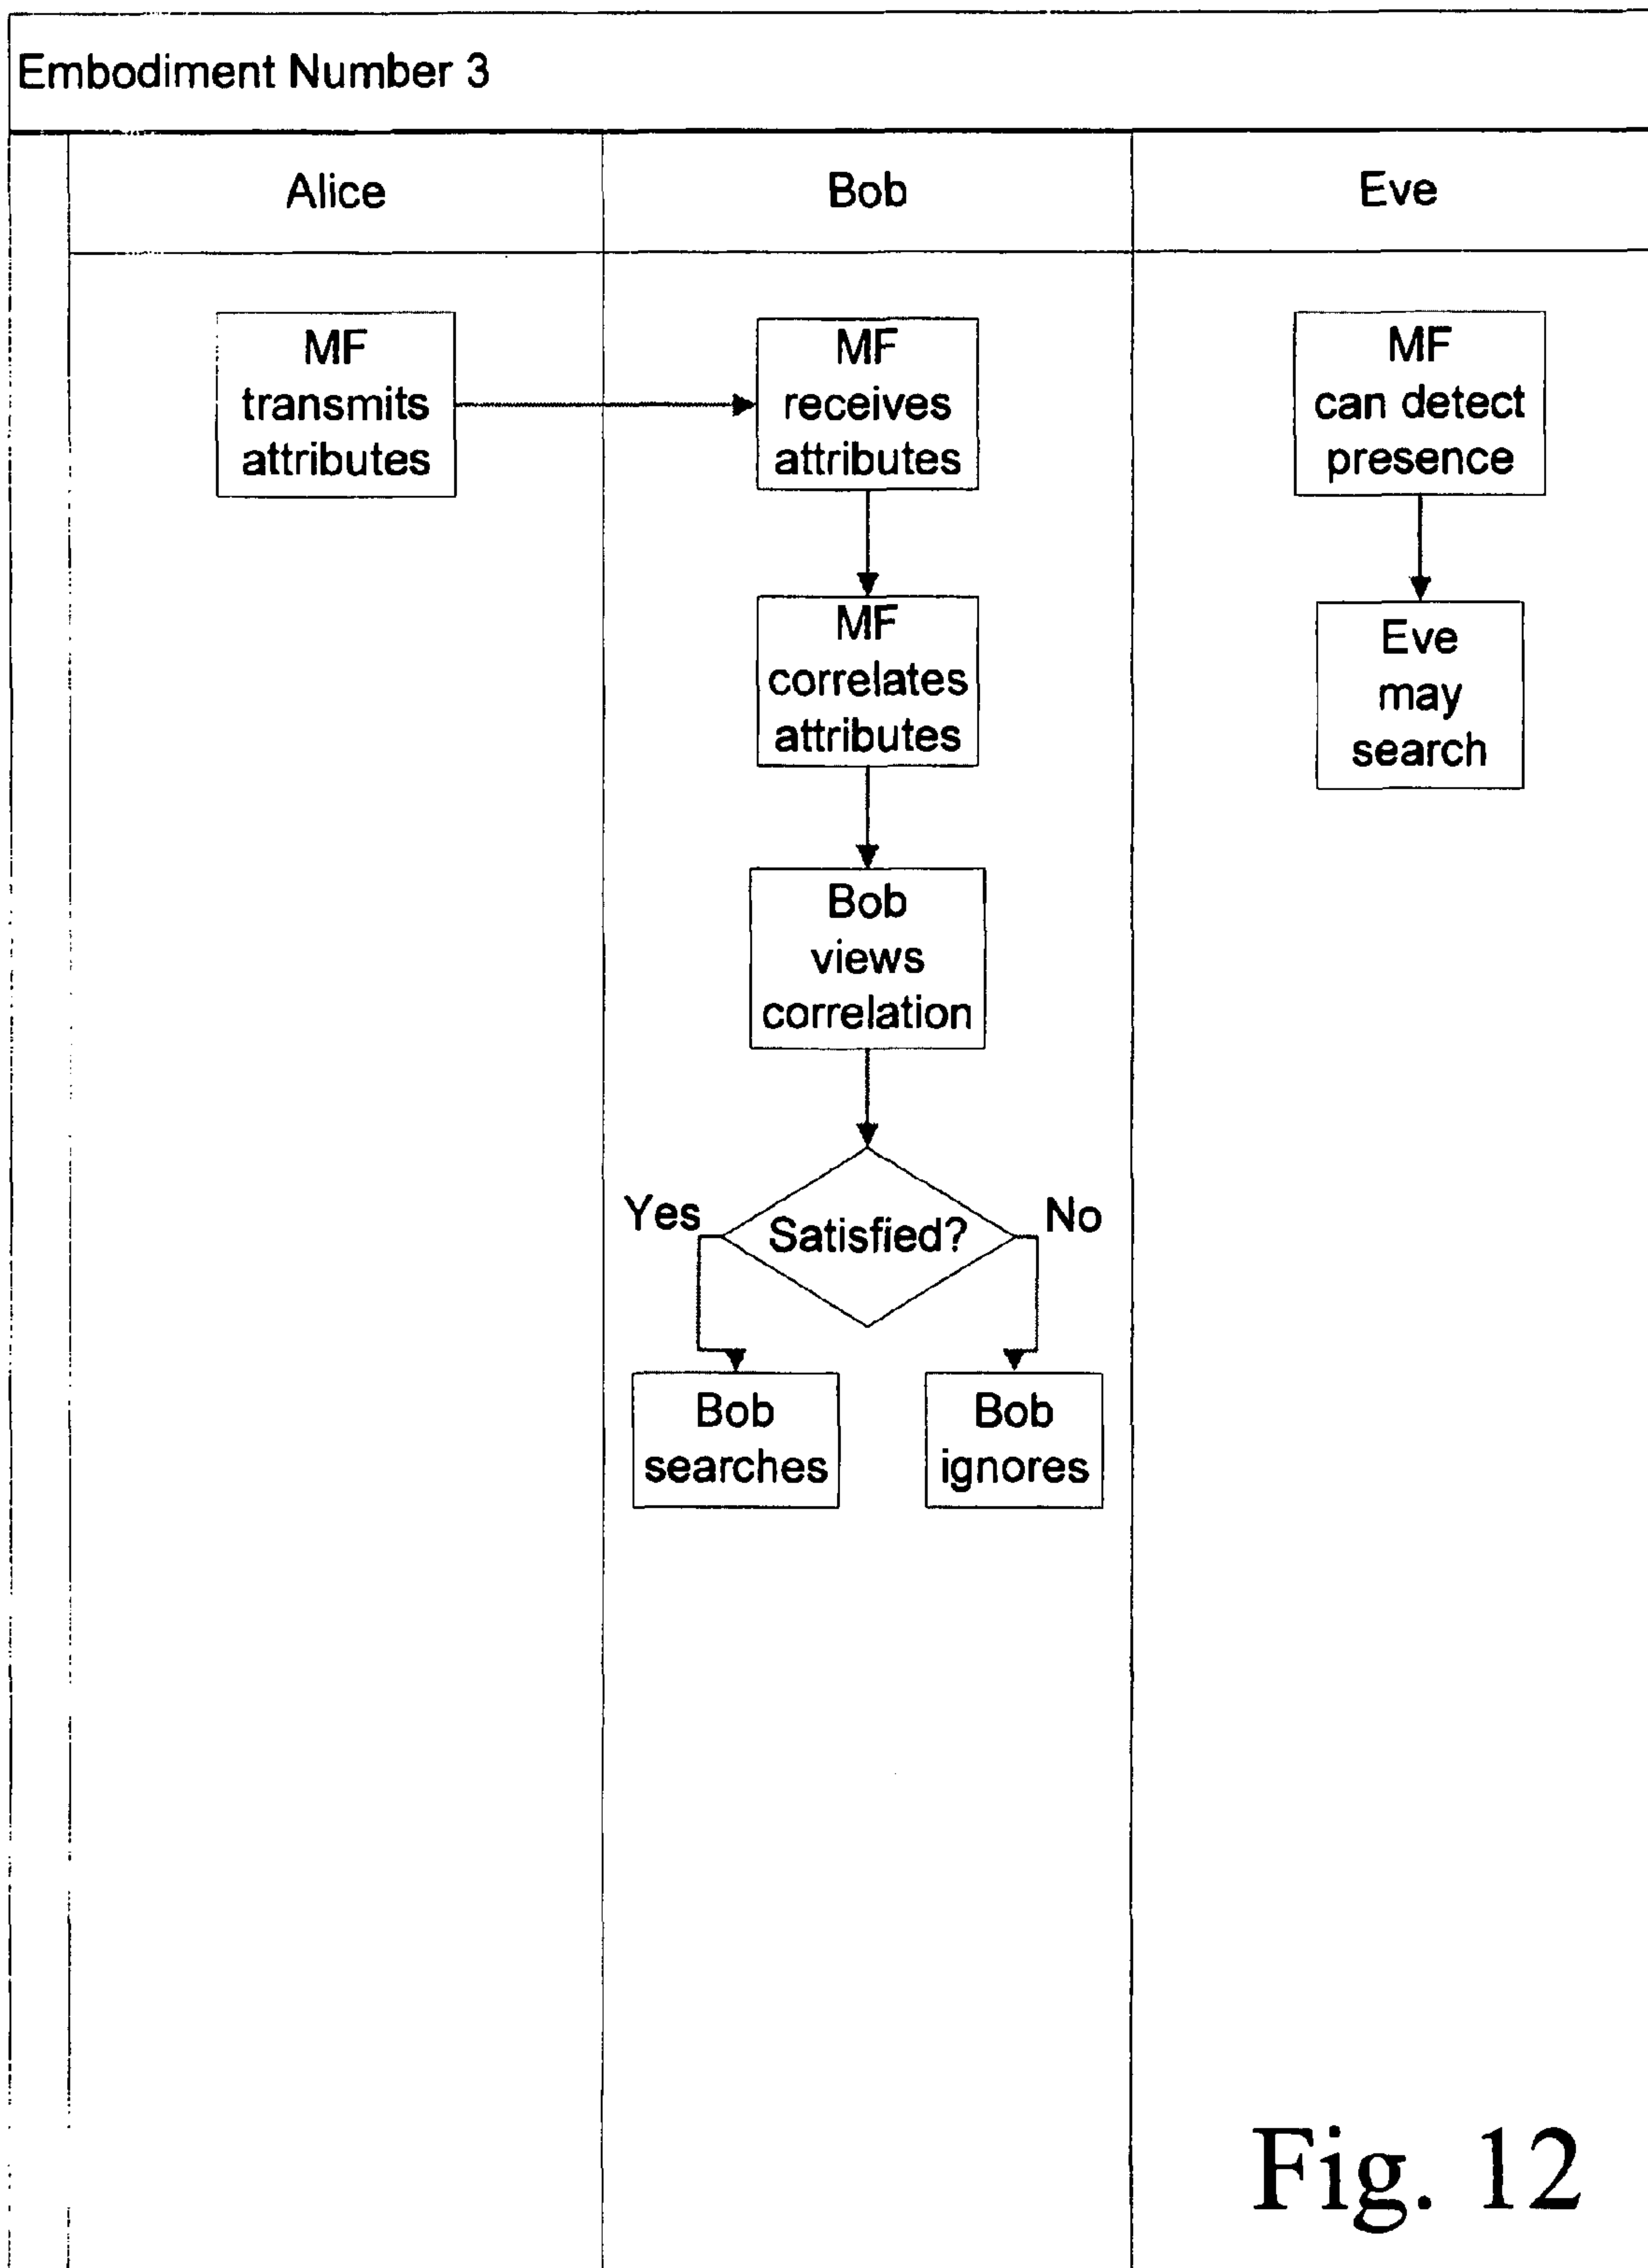 Embodiment Number 3
Alice
Bob
Eve
MF
transmits
attributes
MF
receives
attributes
MF
can detect
presence
MF
correlates
attributes
Eve
may
search
Bob
views
correlation
Yes
Satisfied?
No
Bob
searches
Bob
ignores
Fig. 12